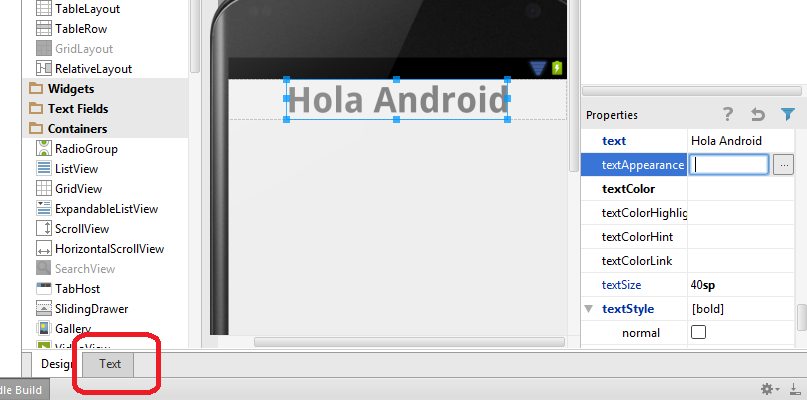 TableLayout
TableRow
GridLayout
RelativeLayout
Widgets
Text Fields
Containers
RadioGroup
ListView
GridView
ExpandableListView
ScrollView
HorizontalScrollView
SearchView
TabHost
SlidingDrawer
Gallery
VideoView
Hola Android
Properties
text Hola Android
textAppearance ...
textColor
textColorHighlig
textColorHint
textColorLink
textSize 40sp
textStyle [bold]
normal
Design Text
dle Build